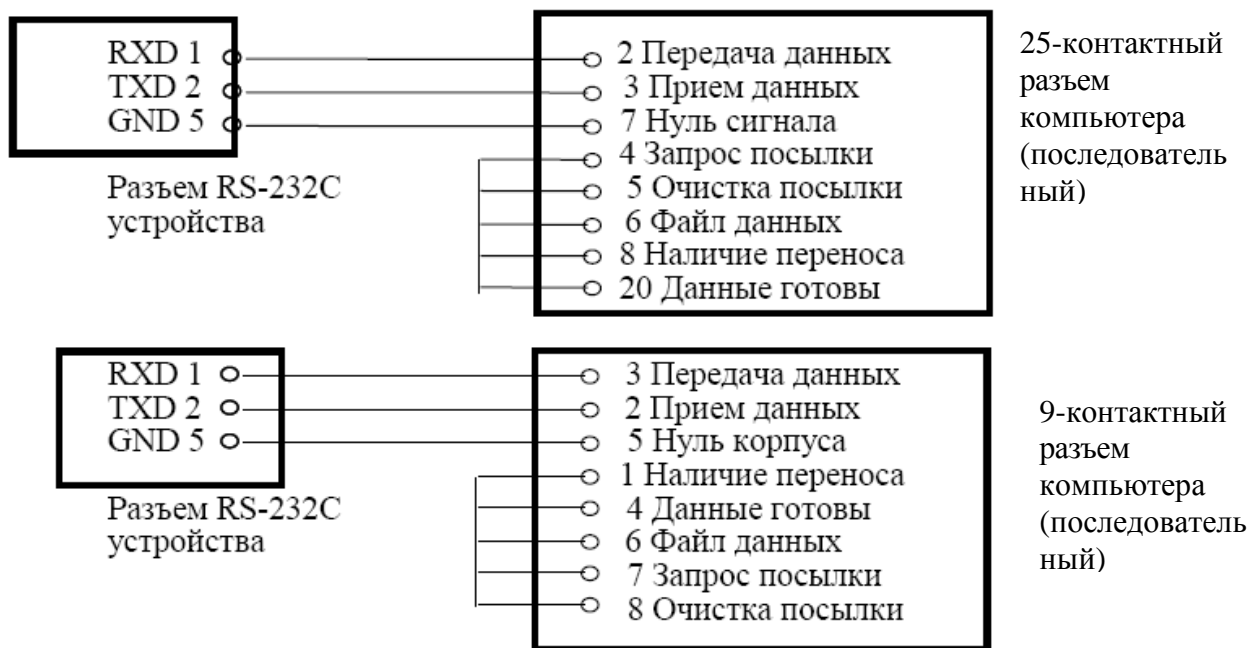 RXD 1
TXD 2
GND 5
Разъем RS-232C
устройства
2 Передача данных
3 Прием данных
7 Нуль сигнала
4 Запрос посылки
5 Очистка посылки
6 Файл данных
8 Наличие переноса
20 Данные готовы
25-контактный
разъем
компьютера
(последователь
ный)
RXD 1
TXD 2
GND 5
Разъем RS-232C
устройства
3 Передача данных
2 Прием данных
5 Нуль корпуса
1 Наличие переноса
4 Данные готовы
6 Файл данных
7 Запрос посылки
8 Очистка посылки
9-контактный
разъем
компьютера
(последователь
ный)